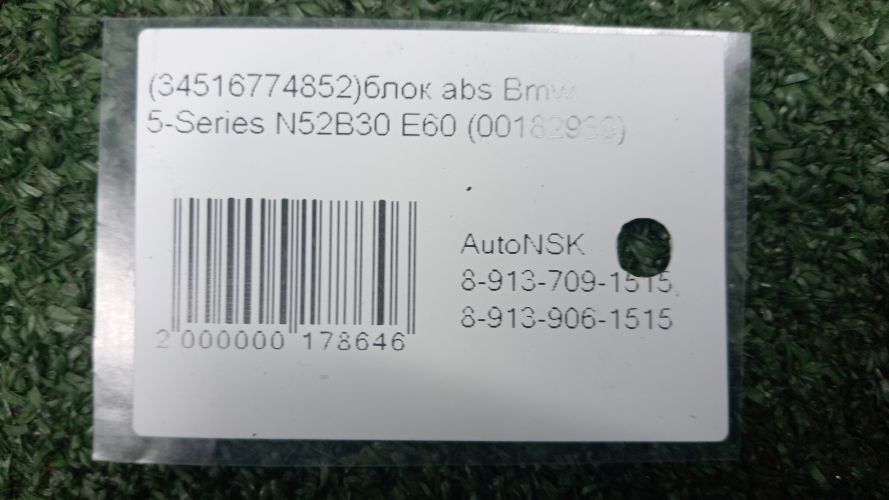 (34516774852)блок abs Bmw
5-Series N52B30 E60 (00182939)
AutoNSK
8-913-709-1515
8-913-906-1515
2 000000 178646